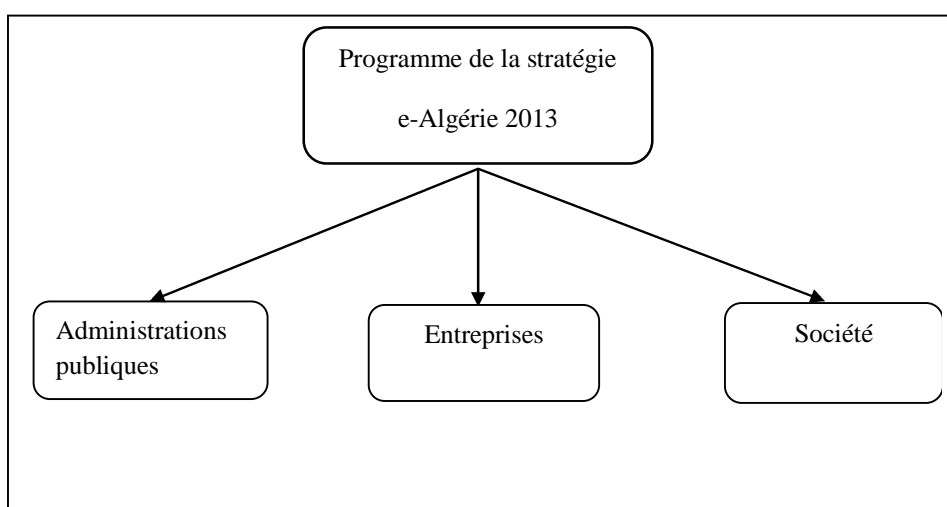 Programme de la stratégie
e-Algérie 2013
Administrations
publiques
Entreprises
Société